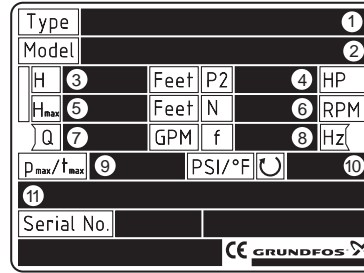 Type 1
Model 2
H 3 Feet P2 4 HP
Hmax 5 Feet N 6 RPM
Q 7 GPM f 8 Hz
pmax/tmax 9 PSI/°F 10
11
Serial No.
CE GRUNDFOS